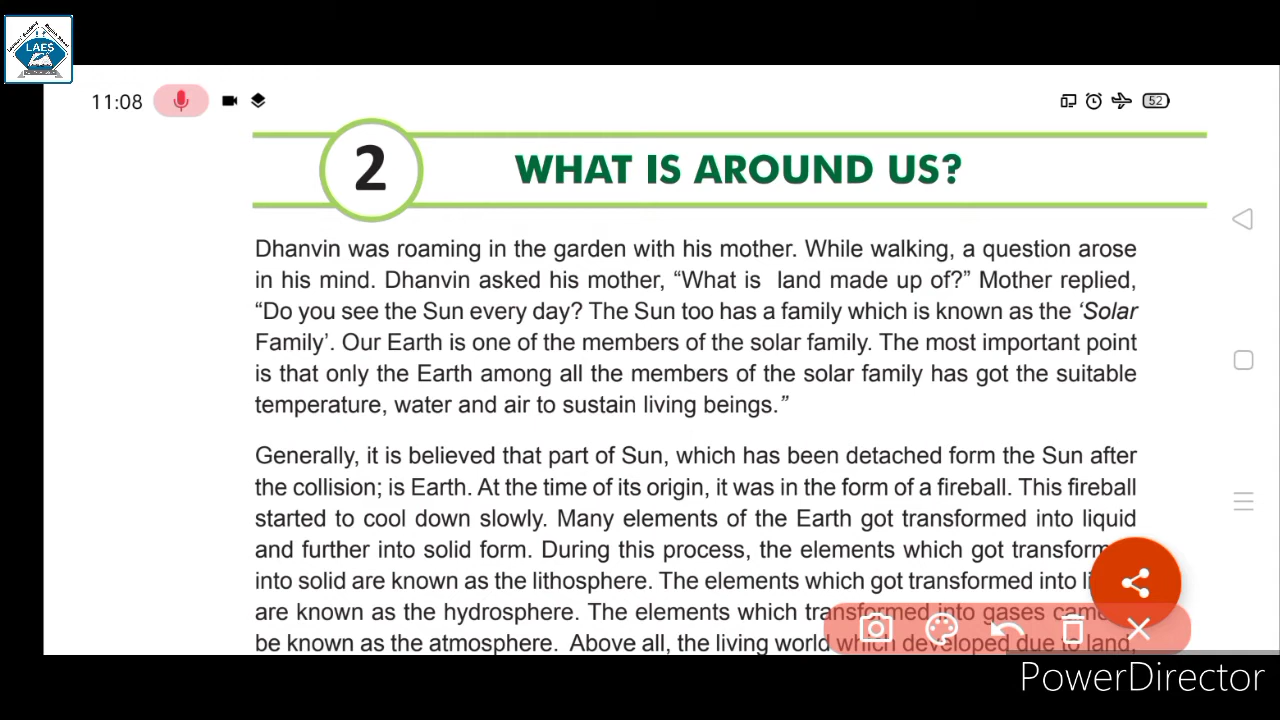 LAES
11:08
52
2 WHAT IS AROUND US?
Dhanvin was roaming in the garden with his mother. While walking, a question arose
in his mind. Dhanvin asked his mother, “What is land made up of?” Mother replied,
“Do you see the Sun every day? The Sun too has a family which is known as the ‘Solar
Family’. Our Earth is one of the members of the solar family. The most important point
is that only the Earth among all the members of the solar family has got the suitable
temperature, water and air to sustain living beings.”
Generally, it is believed that part of Sun, which has been detached form the Sun after
the collision; is Earth. At the time of its origin, it was in the form of a fireball. This fireball
started to cool down slowly. Many elements of the Earth got transformed into liquid
and further into solid form. During this process, the elements which got transform
into solid are known as the lithosphere. The elements which got transformed into li
are known as the hydrosphere. The elements which transformed into gases came
be known as the atmosphere. Above all, the living world which developed due to land,
PowerDirector